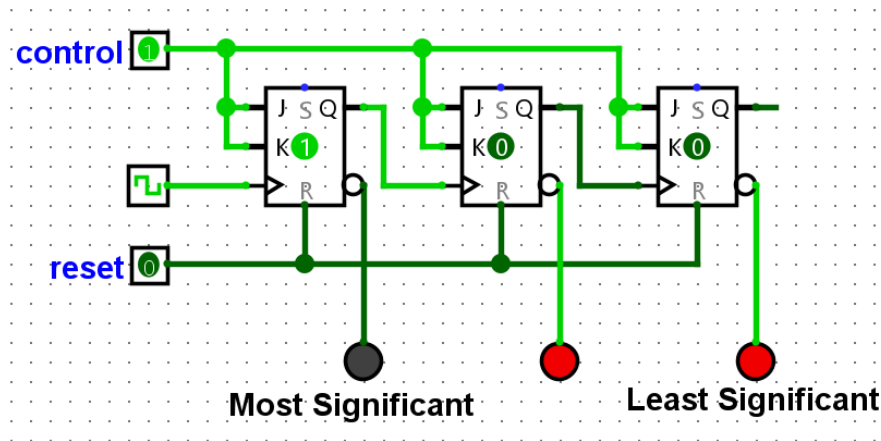 control 1
J S Q J S Q J S Q
K 1 K 0 K 0
R R R
reset 0
Most Significant Least Significant